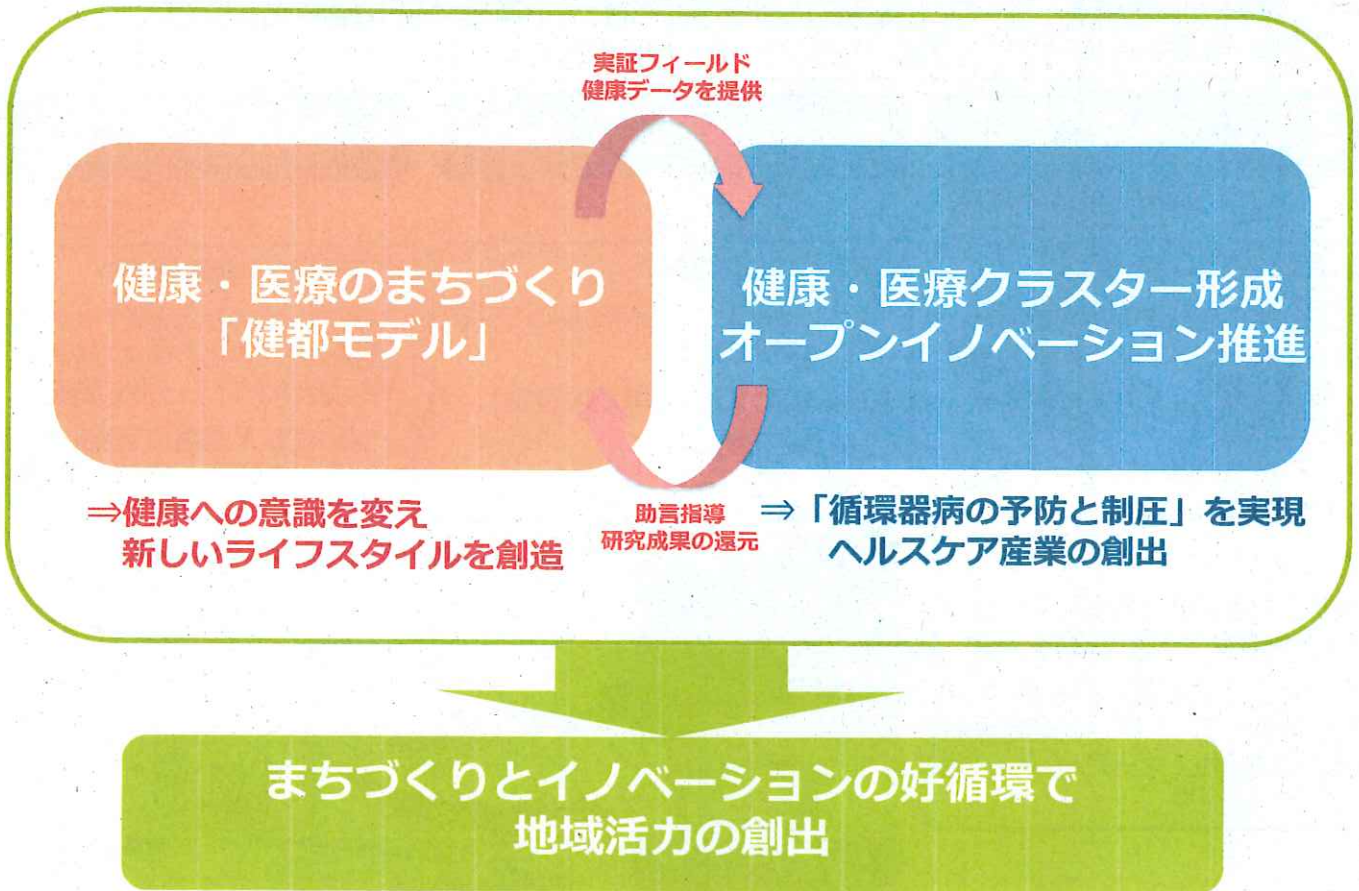 実証フィールド
健康データを提供
健康・医療のまちづくり
「健都モデル」
健康・医療クラスター形成
オープンイノベーション推進
⇒健康への意識を変え
新しいライフスタイルを創造
助言指導
研究成果の還元
⇒「循環器病の予防と制圧」を実現
ヘルスケア産業の創出
まちづくりとイノベーションの好循環で
地域活力の創出